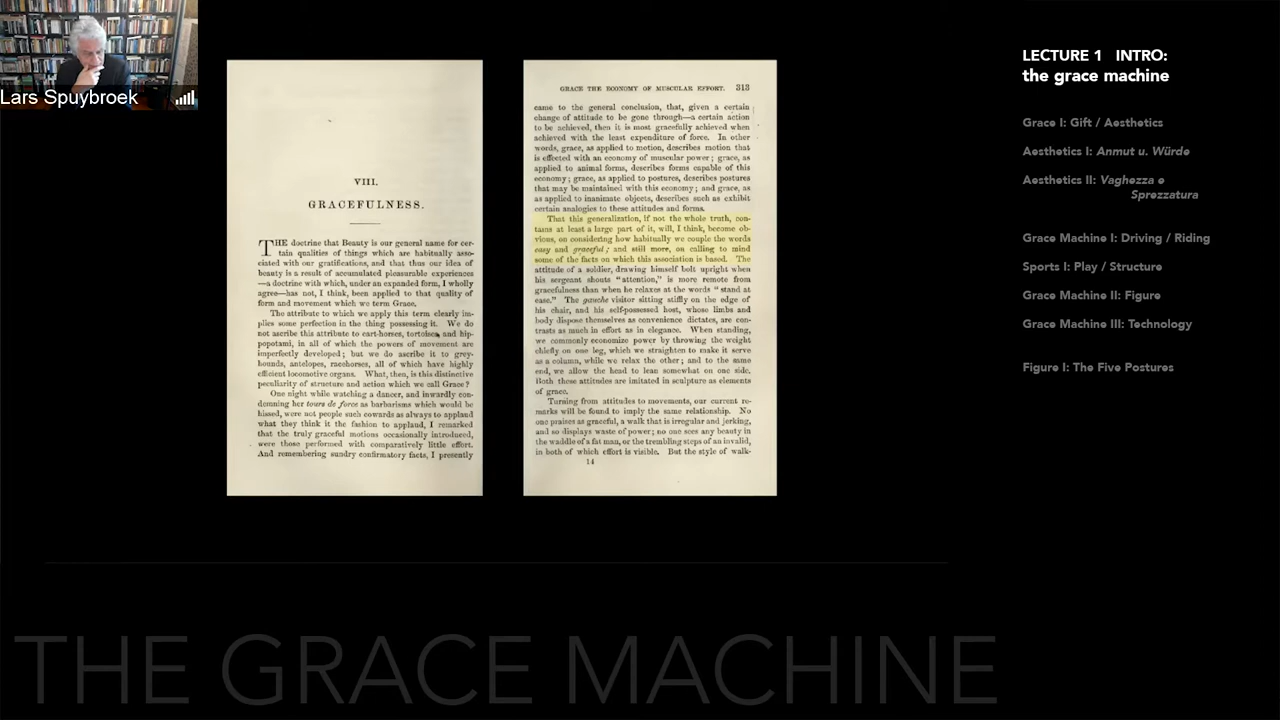 Lars Spuybroek
VIII.
GRACEFULNESS.
THE doctrine that Beauty is our general name for cer-
tain qualities of things which are habitually asso-
ciated with our gratifications, and that thus our idea of
beauty is a result of accumulated pleasurable experiences
—a doctrine with which, under an expanded form, I wholly
agree—has not, I think, been applied to that quality of
form and movement which we term Grace.
The attribute to which we apply this term clearly im-
plies some perfection in the thing possessing it. We do
not ascribe this attribute to cart-horses, tortoises, and hip-
popotami, in all of which the powers of movement are
imperfectly developed; but we do ascribe it to grey-
hounds, antelopes, racehorses, all of which have highly
efficient locomotive organs. What, then, is this distinctive
peculiarity of structure and action which we call Grace?
One night while watching a dancer, and inwardly con-
demning her tours de force as barbarisms which would be
hissed, were not people such cowards as always to applaud
what they think it the fashion to applaud, I remarked
that the truly graceful motions occasionally introduced,
were those performed with comparatively little effort.
And remembering sundry confirmatory facts, I presently
GRACE THE ECONOMY OF MUSCULAR EFFORT. 313
came to the general conclusion, that, given a certain
change of attitude to be gone through—a certain action
to be achieved, then it is most gracefully achieved when
achieved with the least expenditure of force. In other
words, grace, as applied to motion, describes motion that
is effected with an economy of muscular power; grace, as
applied to animal forms, describes forms capable of this
economy; grace, as applied to postures, describes postures
that may be maintained with this economy; and grace, as
as applied to inanimate objects, describes such as exhibit
certain analogies to these attitudes and forms.
That this generalization, if not the whole truth, con-
tains at least a large part of it, will, I think, become ob-
vious, on considering how habitually we couple the words
easy and graceful; and still more, on calling to mind
some of the facts on which this association is based. The
attitude of a soldier, drawing himself bolt upright when
his sergeant shouts "attention," is more remote from
gracefulness than when he relaxes at the words "stand at
ease." The gauche visitor sitting stiffly on the edge of
his chair, and his self-possessed host, whose limbs and
body dispose themselves as convenience dictates, are con-
trasts as much in effort as in elegance. When standing,
we commonly economize power by throwing the weight
chiefly on one leg, which we straighten to make it serve
as a column, while we relax the other; and to the same
end, we allow the head to lean somewhat on one side.
Both these attitudes are imitated in sculpture as elements
of grace.
Turning from attitudes to movements, our current re-
marks will be found to imply the same relationship. No
one praises as graceful, a walk that is irregular and jerking,
and so displays waste of power; no one sees any beauty in
the waddle of a fat man, or the trembling steps of an invalid,
in both of which effort is visible. But the style of walk-
14
LECTURE 1 INTRO:
the grace machine
Grace I: Gift / Aesthetics
Aesthetics I: Anmut u. Würde
Aesthetics II: Vaghezza e
Sprezzatura
Grace Machine I: Driving / Riding
Sports I: Play / Structure
Grace Machine II: Figure
Grace Machine III: Technology
Figure I: The Five Postures
THE GRACE MACHINE